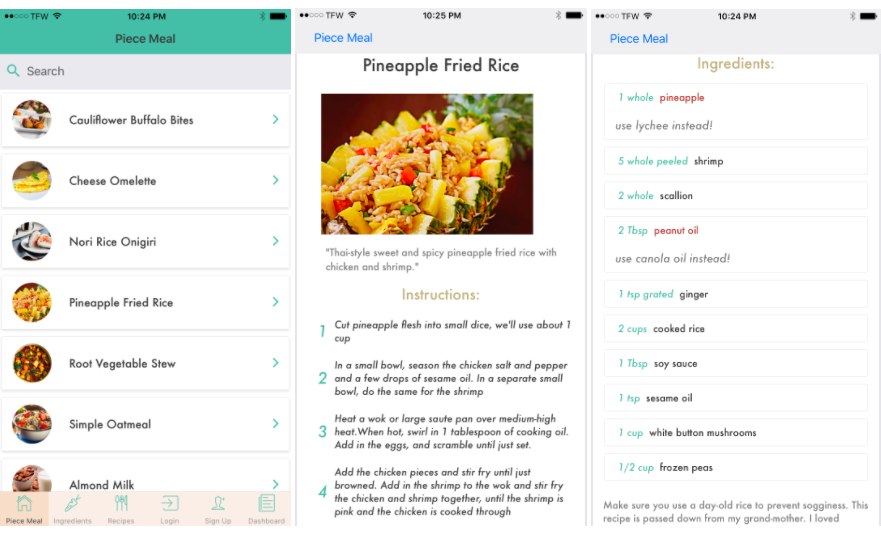 TFW 10:24 PM
Piece Meal
Search
Cauliflower Buffalo Bites
Cheese Omelette
Nori Rice Onigiri
Pineapple Fried Rice
Root Vegetable Stew
Simple Oatmeal
Almond Milk
Piece Meal Ingredients Recipes Login Sign Up Dashboard
TFW 10:25 PM
Piece Meal
Pineapple Fried Rice
"Thai-style sweet and spicy pineapple fried rice with
chicken and shrimp."
Instructions:
1 Cut pineapple flesh into small dice, we'll use about 1
cup
2 In a small bowl, season the chicken salt and pepper
and a few drops of sesame oil. In a separate small
bowl, do the same for the shrimp
3 Heat a wok or large saute pan over medium-high
heat.When hot, swirl in 1 tablespoon of cooking oil.
Add in the eggs, and scramble until just set.
4 Add the chicken pieces and stir fry until just
browned. Add in the shrimp to the wok and stir fry
the chicken and shrimp together, until the shrimp is
pink and the chicken is cooked through
TFW 10:24 PM
Piece Meal
Ingredients:
1 whole pineapple
use lychee instead!
5 whole peeled shrimp
2 whole scallion
2 Tbsp peanut oil
use canola oil instead!
1 tsp grated ginger
2 cups cooked rice
1 Tbsp soy sauce
1 tsp sesame oil
1 cup white button mushrooms
1/2 cup frozen peas
Make sure you use a day-old rice to prevent sogginess. This
recipe is passed down from my grand-mother. I loved